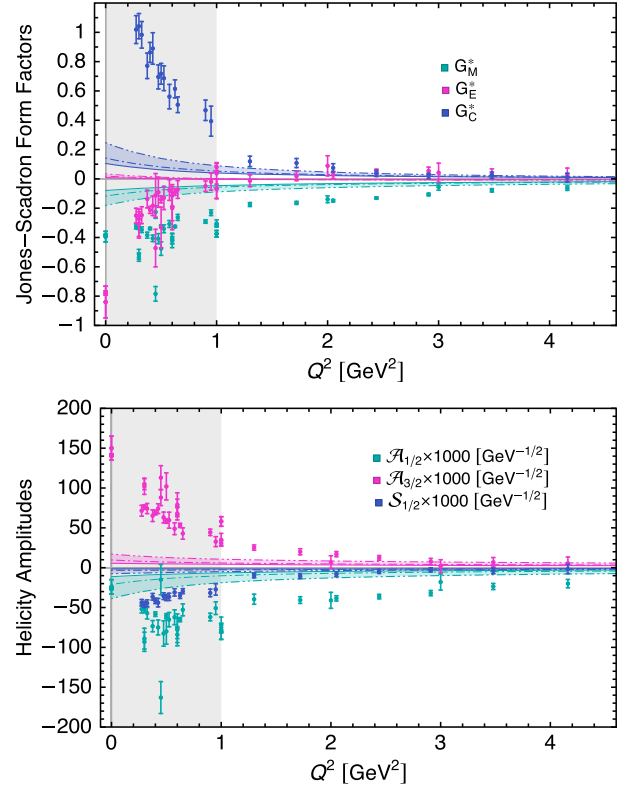 Jones−Scadron Form Factors
1
0.8
0.6
0.4
0.2
0
−0.2
−0.4
−0.6
−0.8
−1
G*M
G*E
G*C
0 1 2 3 4
Q² [GeV²]
Helicity Amplitudes
200
150
100
50
0
−50
−100
−150
−200
𝒜1/2×1000 [GeV−1/2]
𝒜3/2×1000 [GeV−1/2]
𝒮1/2×1000 [GeV−1/2]
0 1 2 3 4
Q² [GeV²]